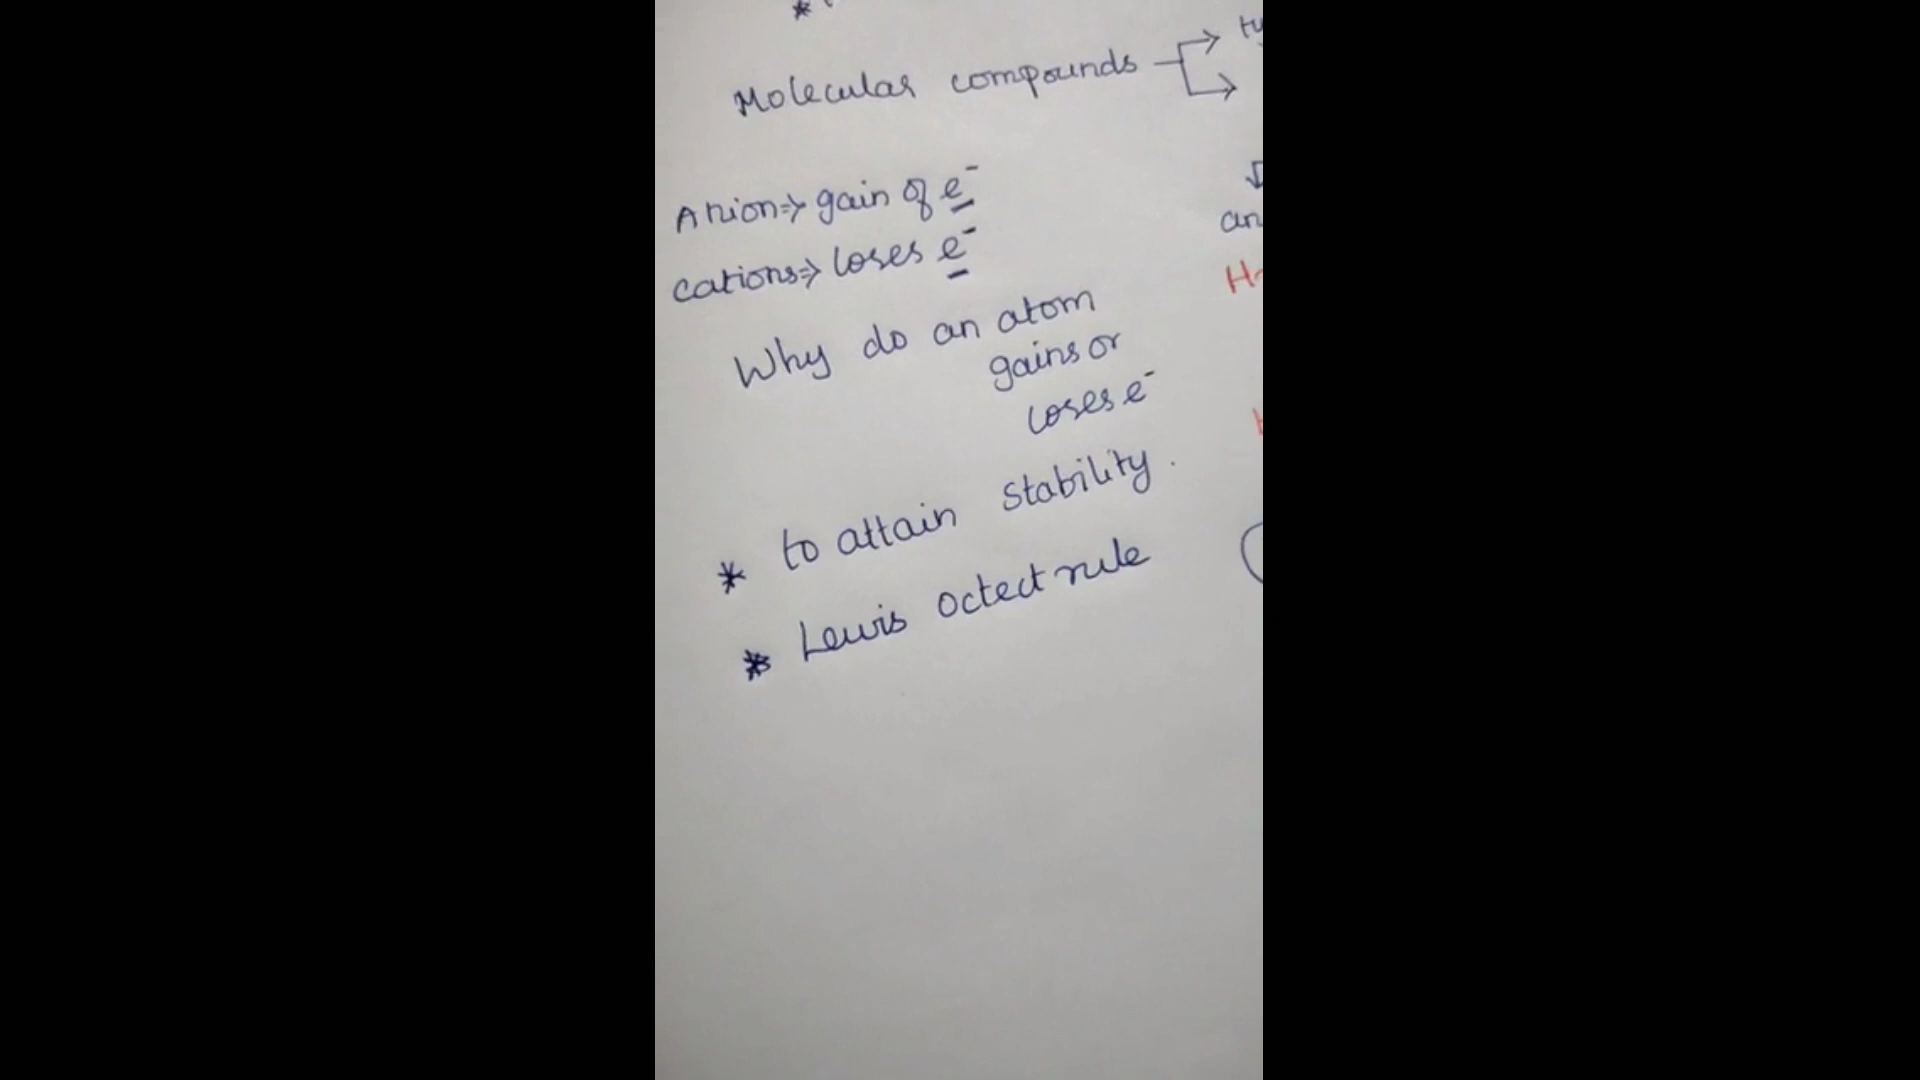 Molecular compounds
Anion⇒ gain of e⁻
cations⇒ loses e⁻
Why do an atom
gains or
loses e⁻
* to attain stability.
* Lewis octect rule